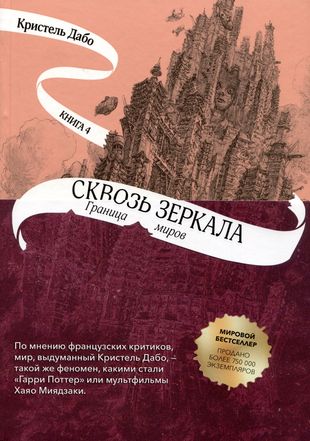 Кристель Дабо
КНИГА 4
СКВОЗЬ ЗЕРКАЛА
Граница миров
По мнению французских критиков,
мир, выдуманный Кристель Дабо, –
такой же феномен, какими стали
«Гарри Поттер» или мультфильмы
Хаяо Миядзаки.
МИРОВОЙ
БЕСТСЕЛЛЕР
ПРОДАНО
БОЛЕЕ 750 000
ЭКЗЕМПЛЯРОВ